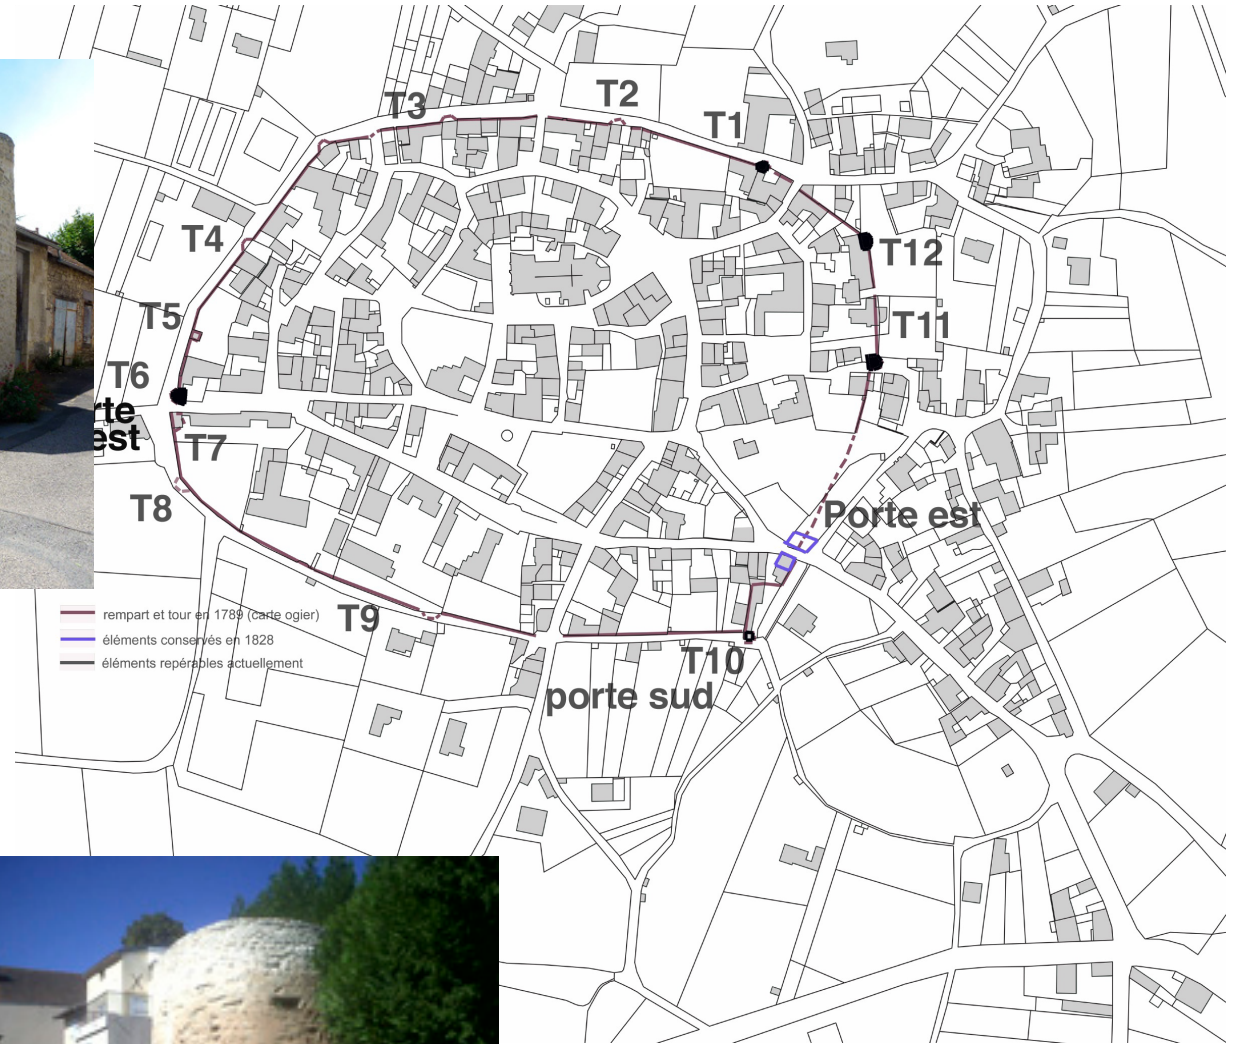 T3
T2
T1
T4
T12
T5
T11
T6
rte
est
T7
T8
Porte est
rempart et tour en 1789 (carte ogier)
T9
éléments conservés en 1828
éléments repérables actuellement
T10
porte sud